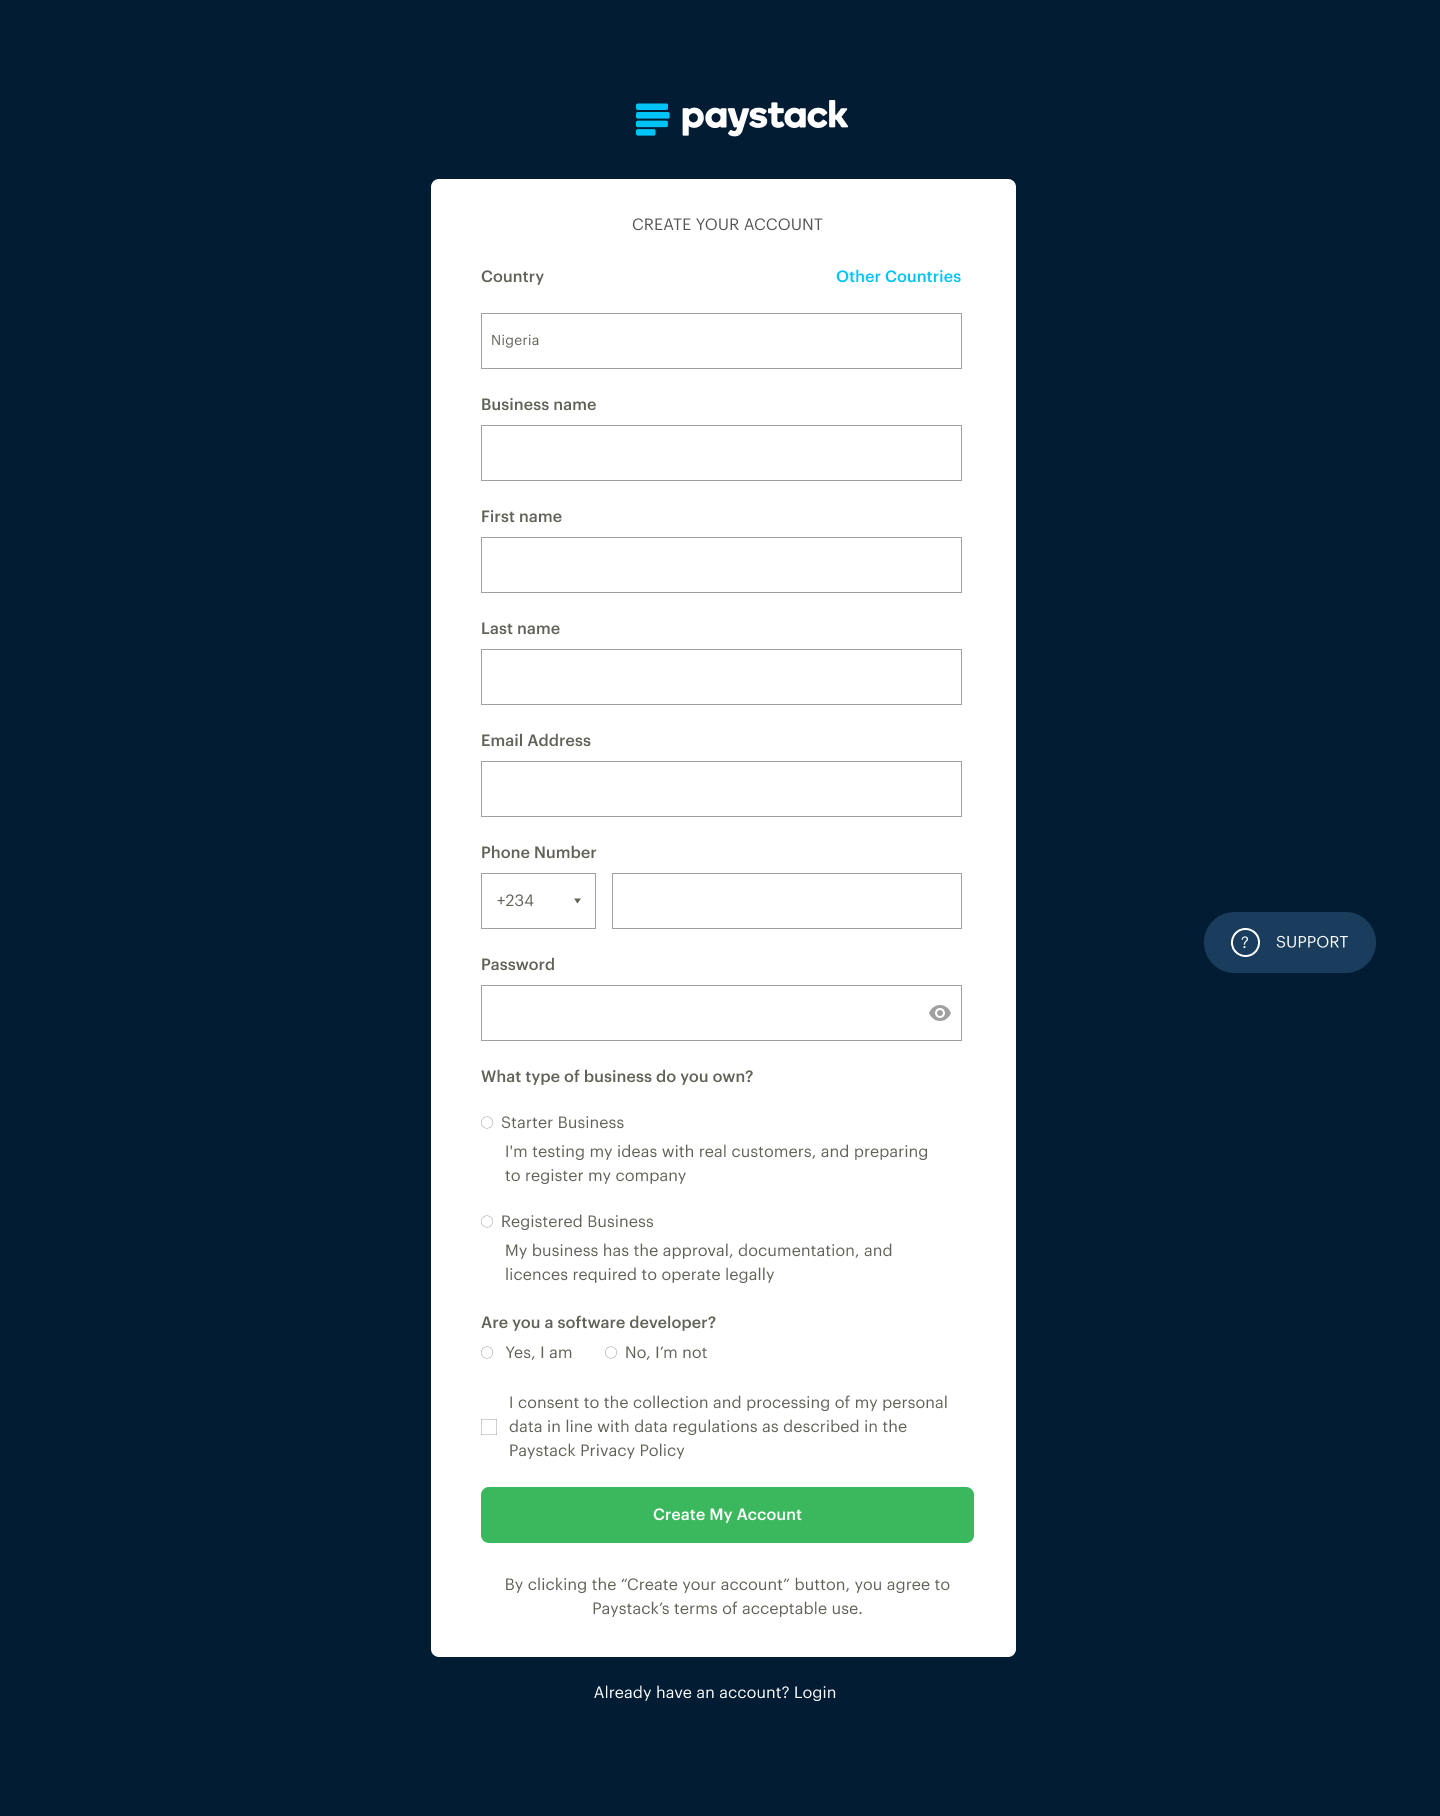 paystack
CREATE YOUR ACCOUNT
Country
Other Countries
Nigeria
Business name
First name
Last name
Email Address
Phone Number
+234
Password
What type of business do you own?
Starter Business
I'm testing my ideas with real customers, and preparing
to register my company
Registered Business
My business has the approval, documentation, and
licences required to operate legally
Are you a software developer?
Yes, I am
No, I’m not
I consent to the collection and processing of my personal
data in line with data regulations as described in the
Paystack Privacy Policy
Create My Account
By clicking the “Create your account” button, you agree to
Paystack’s terms of acceptable use.
Already have an account? Login
? SUPPORT